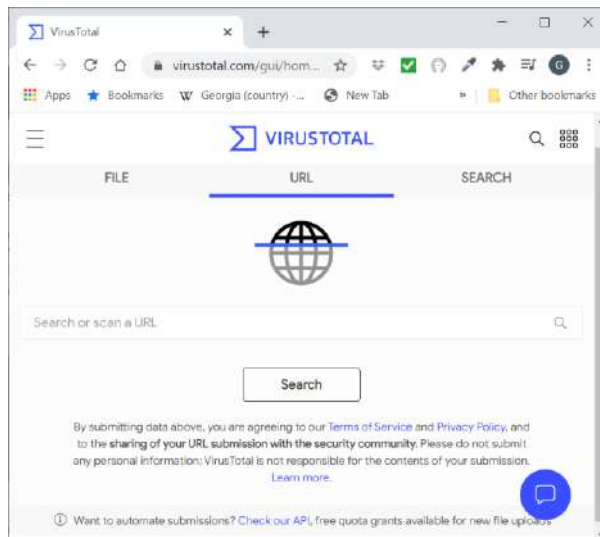 VirusTotal
virustotal.com/gui/hom...
G
Apps Bookmarks W Georgia (country) -... New Tab » Other bookmarks
VIRUSTOTAL
FILE URL SEARCH
Search or scan a URL
Search
By submitting data above, you are agreeing to our Terms of Service and Privacy Policy, and
to the sharing of your URL submission with the security community. Please do not submit
any personal information; VirusTotal is not responsible for the contents of your submission.
Learn more.
Want to automate submissions? Check our API, free quota grants available for new file uploads